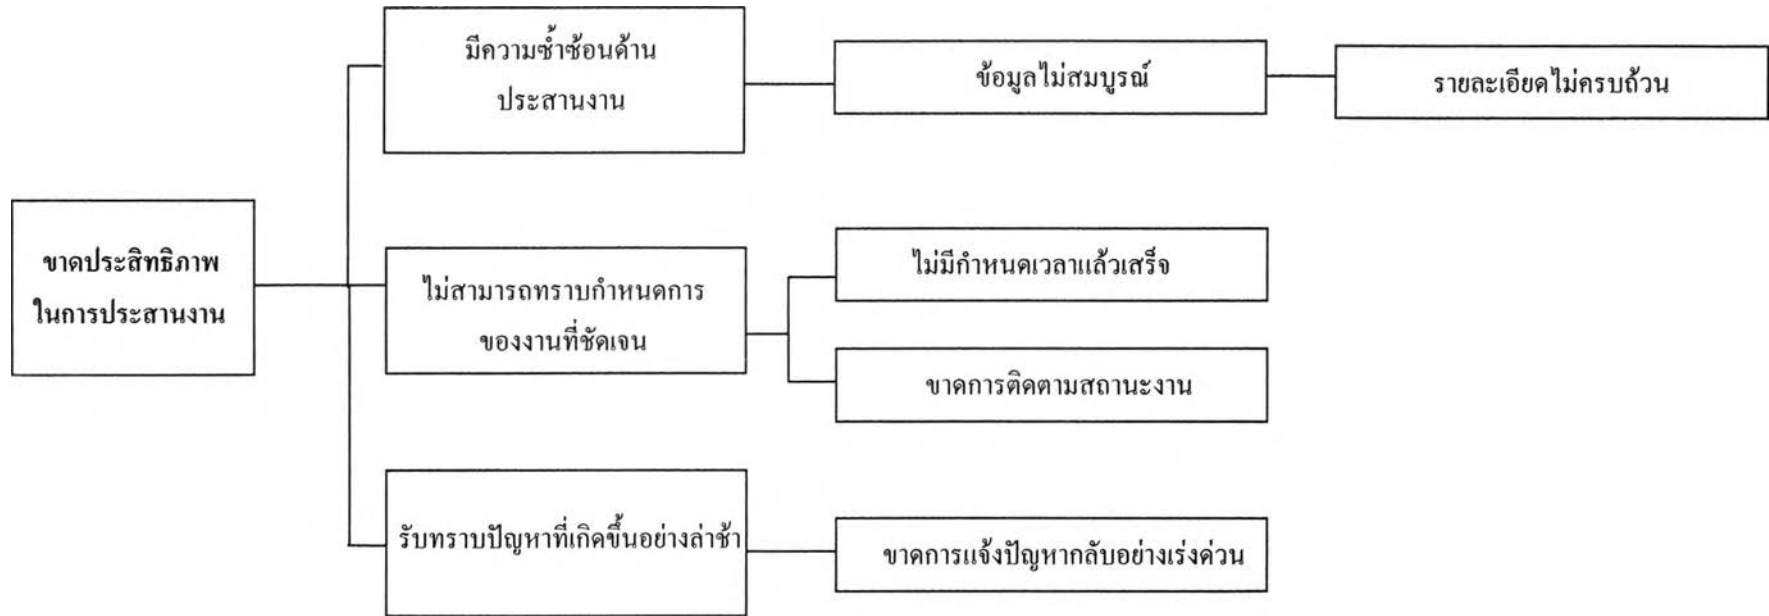 มีความซ้ำซ้อนด้าน
ประสานงาน
ข้อมูลไม่สมบูรณ์
รายละเอียดไม่ครบถ้วน
ขาดประสิทธิภาพ
ในการประสานงาน
ไม่สามารถทราบกำหนดการ
ของงานที่ชัดเจน
ไม่มีกำหนดเวลาแล้วเสร็จ
ขาดการติดตามสถานะงาน
รับทราบปัญหาที่เกิดขึ้นอย่างล่าช้า
ขาดการแจ้งปัญหากลับอย่างเร่งด่วน